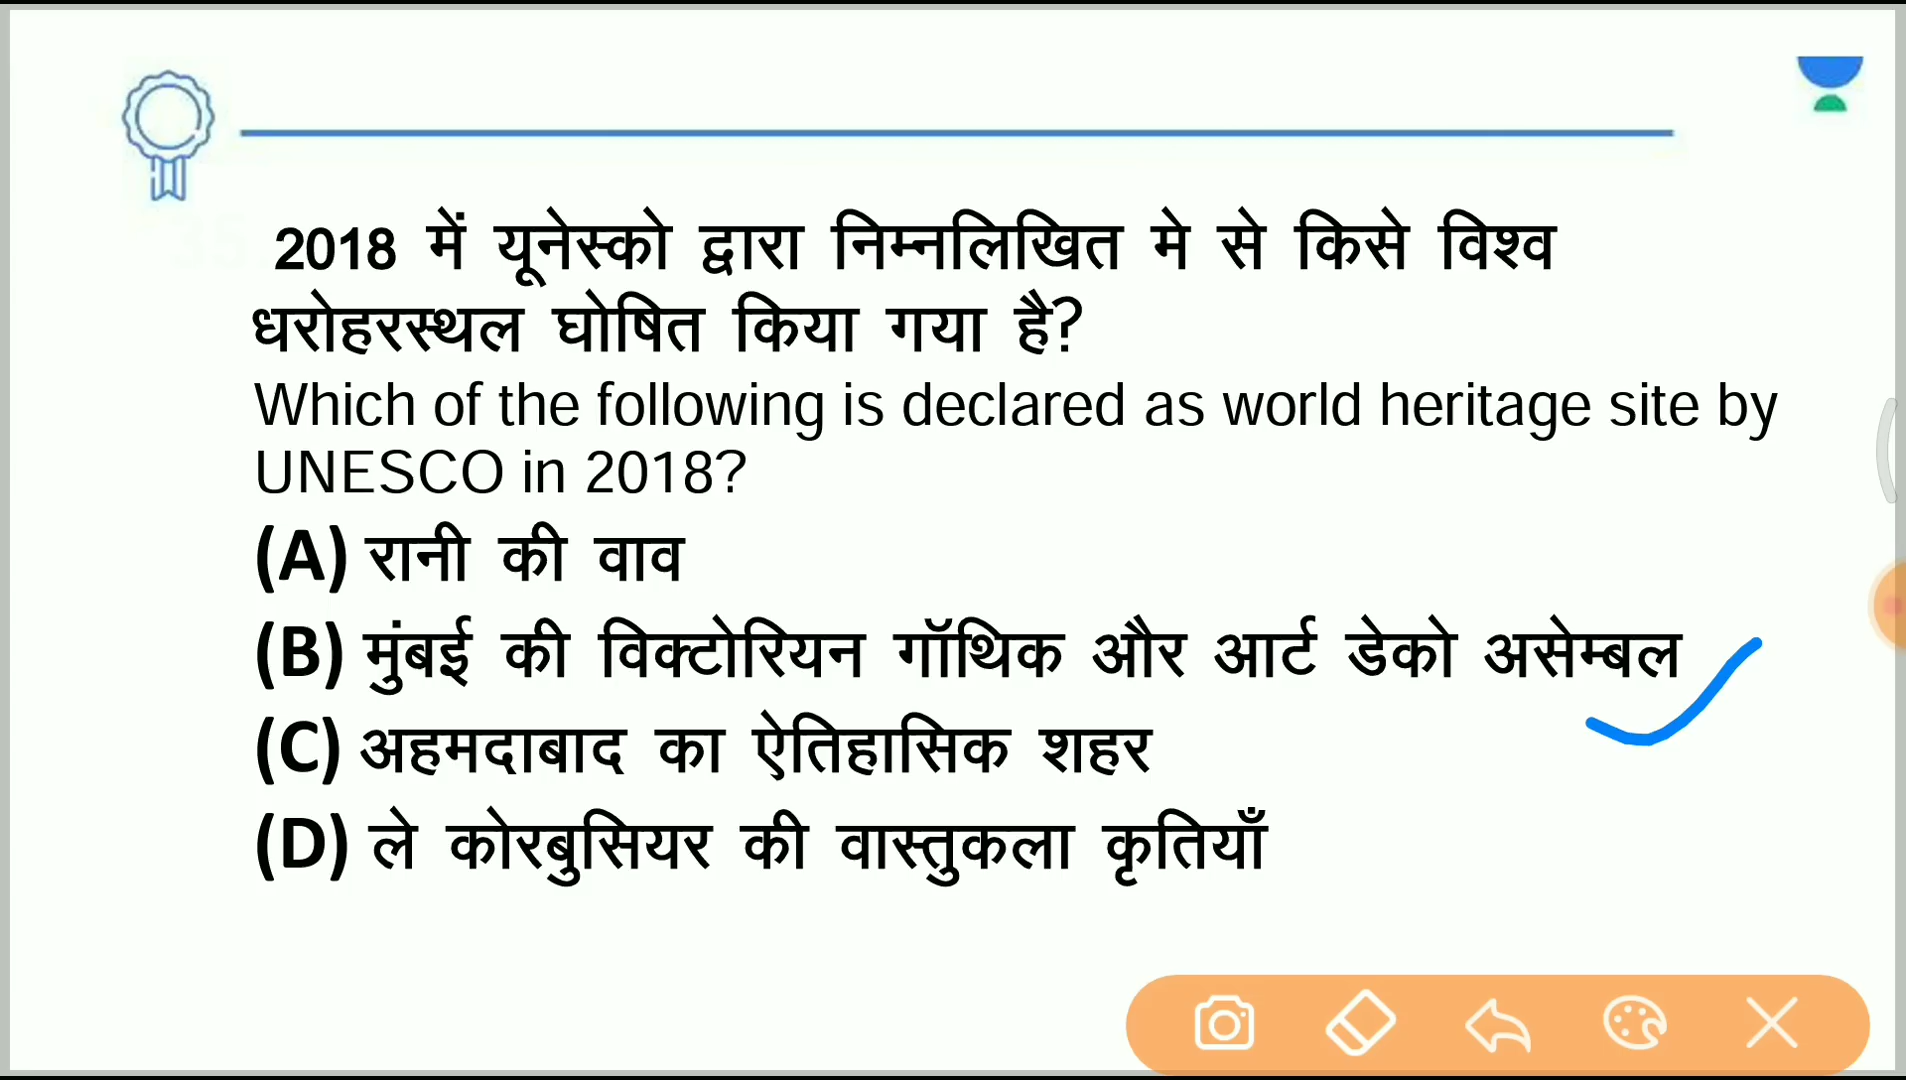 2018 में यूनेस्को द्वारा निम्नलिखित मे से किसे विश्व
धरोहरस्थल घोषित किया गया है?
Which of the following is declared as world heritage site by
UNESCO in 2018?
(A) रानी की वाव
(B) मुंबई की विक्टोरियन गॉथिक और आर्ट डेको असेम्बल
(C) अहमदाबाद का ऐतिहासिक शहर
(D) ले कोरबुसियर की वास्तुकला कृतियाँ